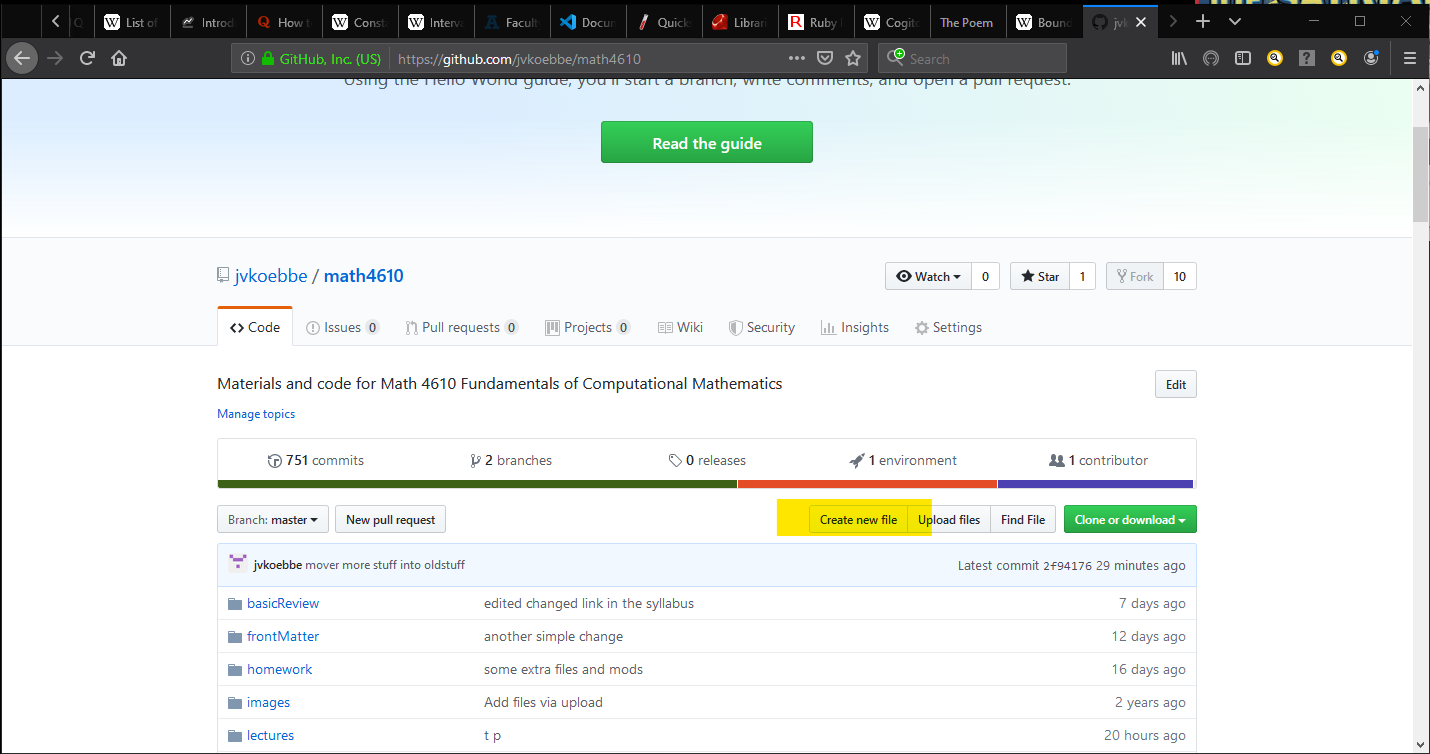 List of
Introd
Q How t
Consta
Interva
Facult
Docum
Quick
Librar
Ruby
Cogito
The Poem
Bound
jvk
GitHub, Inc. (US)
https://github.com/jvkoebbe/math4610
Search
Using the Hello World guide, you'll start a branch, write comments, and open a pull request.
Read the guide
jvkoebbe / math4610
Watch 0 Star 1 Fork 10
Code Issues 0 Pull requests 0 Projects 0 Wiki Security Insights Settings
Materials and code for Math 4610 Fundamentals of Computational Mathematics Edit
Manage topics
751 commits 2 branches 0 releases 1 environment 1 contributor
Branch: master New pull request Create new file Upload files Find File Clone or download
jvkoebbe mover more stuff into oldstuff Latest commit 2f94176 29 minutes ago
basicReview edited changed link in the syllabus 7 days ago
frontMatter another simple change 12 days ago
homework some extra files and mods 16 days ago
images Add files via upload 2 years ago
lectures t p 20 hours ago